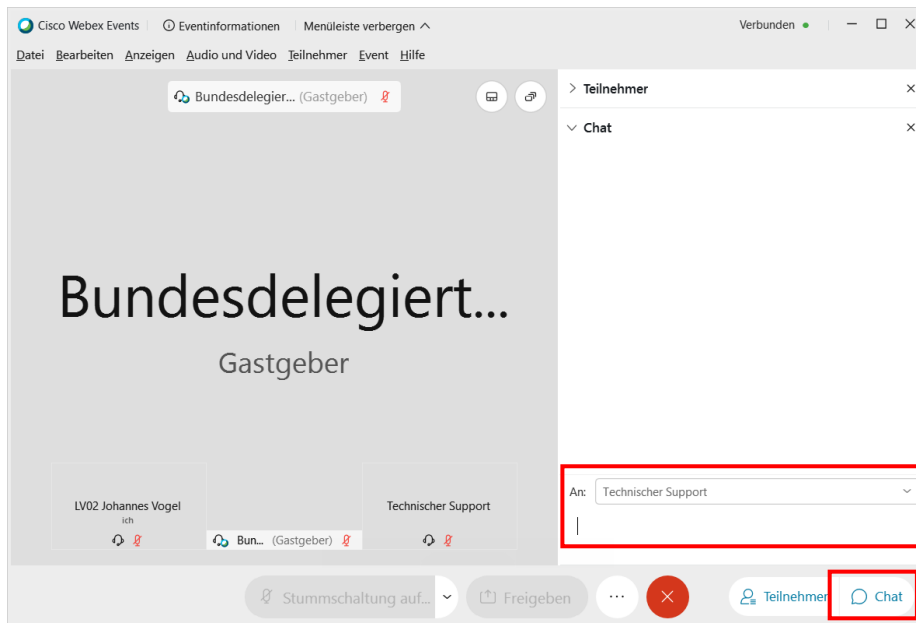 Cisco Webex Events Eventinformationen Menüleiste verbergen Verbunden
Datei Bearbeiten Anzeigen Audio und Video Teilnehmer Event Hilfe
Bundesdelegier... (Gastgeber)
Teilnehmer
Chat
Bundesdelegiert...
Gastgeber
An: Technischer Support
LV02 Johannes Vogel
ich
Bun... (Gastgeber)
Technischer Support
Stummschaltung auf... Freigeben ... Teilnehmer Chat